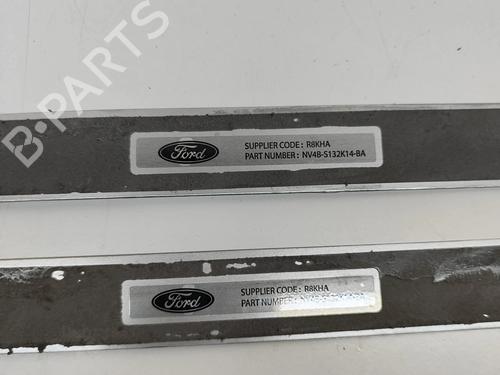 Ford
SUPPLIER CODE : R8KHA
PART NUMBER : NV4B-S132K14-BA
Ford
SUPPLIER CODE : R8KHA
PART NUMBER :
B-PARTS